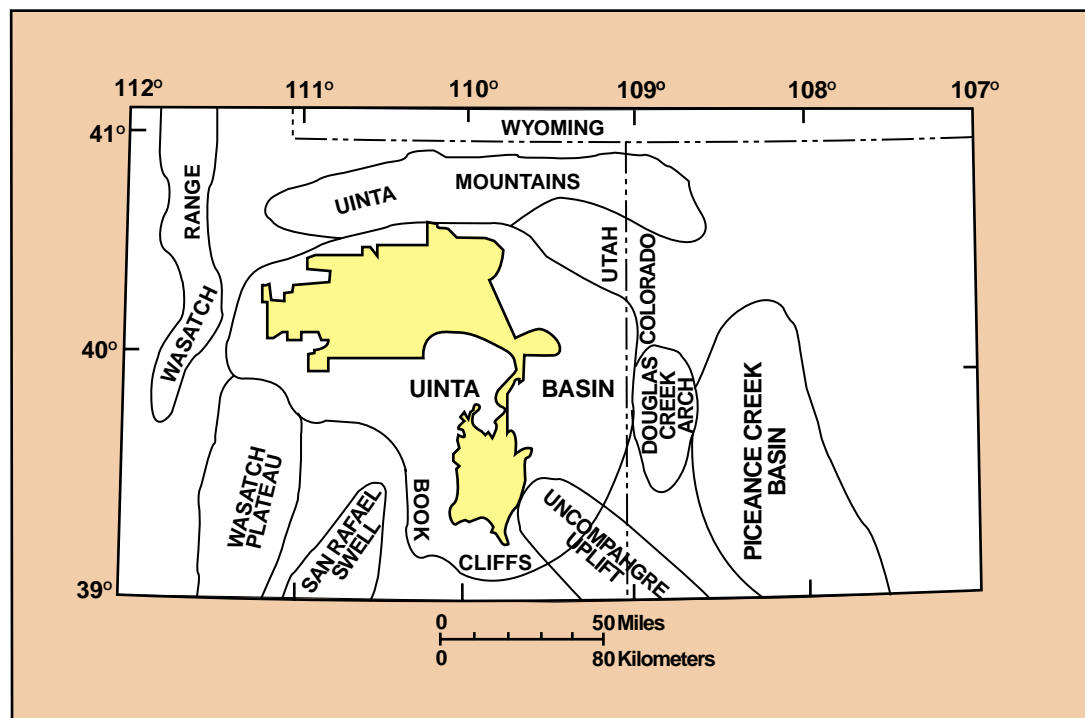 112° 111° 110° 109° 108° 107°
41°
WYOMING
RANGE
UINTA
MOUNTAINS
UTAH
COLORADO
WASATCH
40°
UINTA
BASIN
DOUGLAS
CREEK
ARCH
PICEANCE CREEK
BASIN
WASATCH
PLATEAU
SAN RAFAEL
SWELL
BOOK
CLIFFS
UNCOMPANGRE
UPLIFT
39°
0 50 Miles
0 80 Kilometers